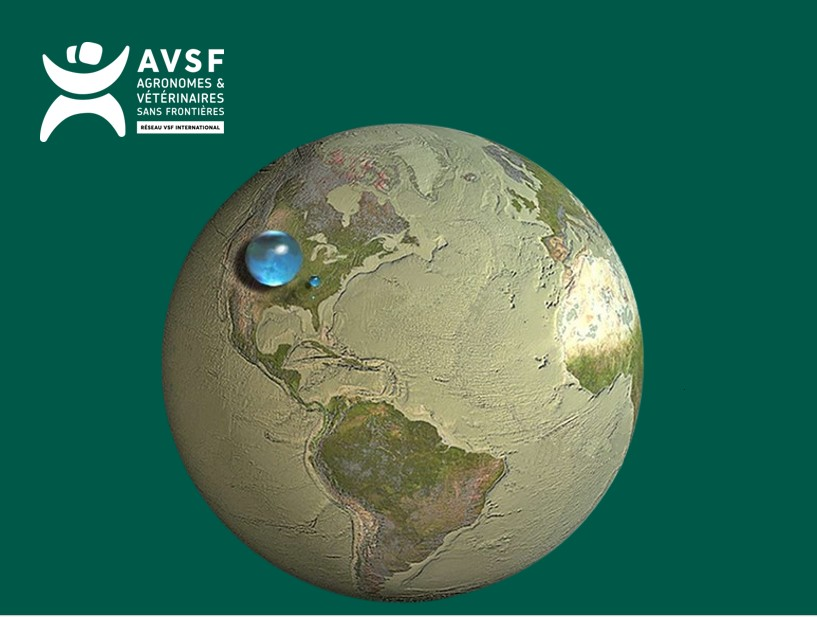 AVSF
AGRONOMES &
VÉTÉRINAIRES
SANS FRONTIÈRES
RÉSEAU VSF INTERNATIONAL